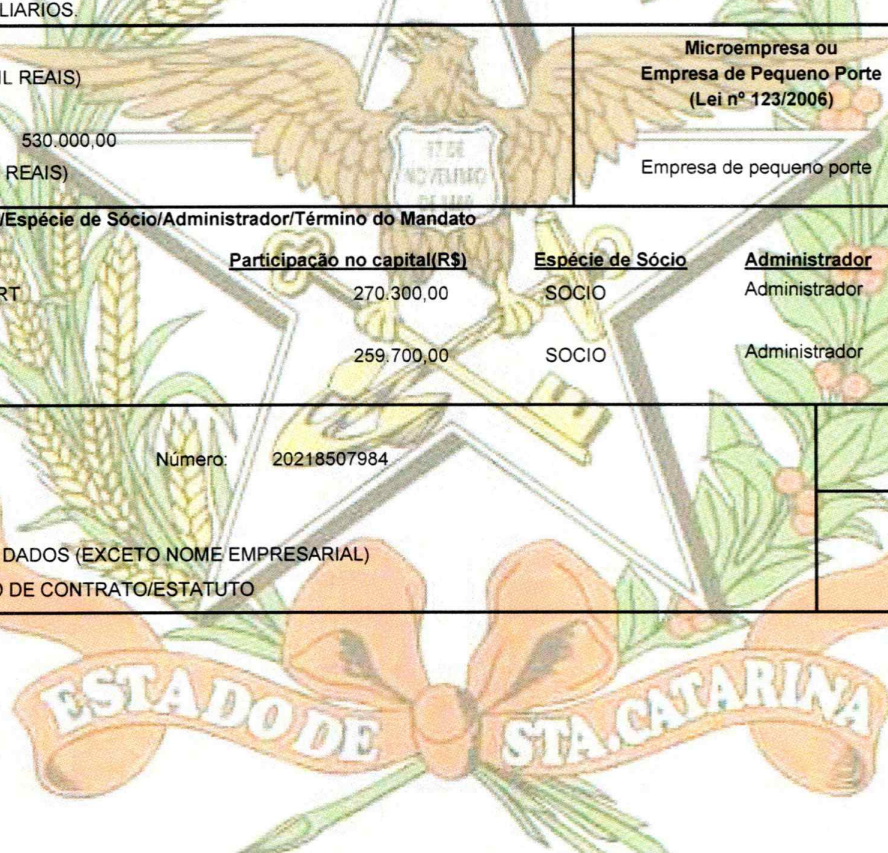 LIARIOS.
Microempresa ou
Empresa de Pequeno Porte
(Lei nº 123/2006)
IL REAIS)
530.000,00
REAIS)
Empresa de pequeno porte
17 DE
NOVEMBRO
/Espécie de Sócio/Administrador/Término do Mandato
Participação no capital(R$) Espécie de Sócio Administrador
RT 270.300,00 SOCIO Administrador
259.700,00 SOCIO Administrador
Número: 20218507984
DADOS (EXCETO NOME EMPRESARIAL)
O DE CONTRATO/ESTATUTO
ESTADO DE STA.CATARINA